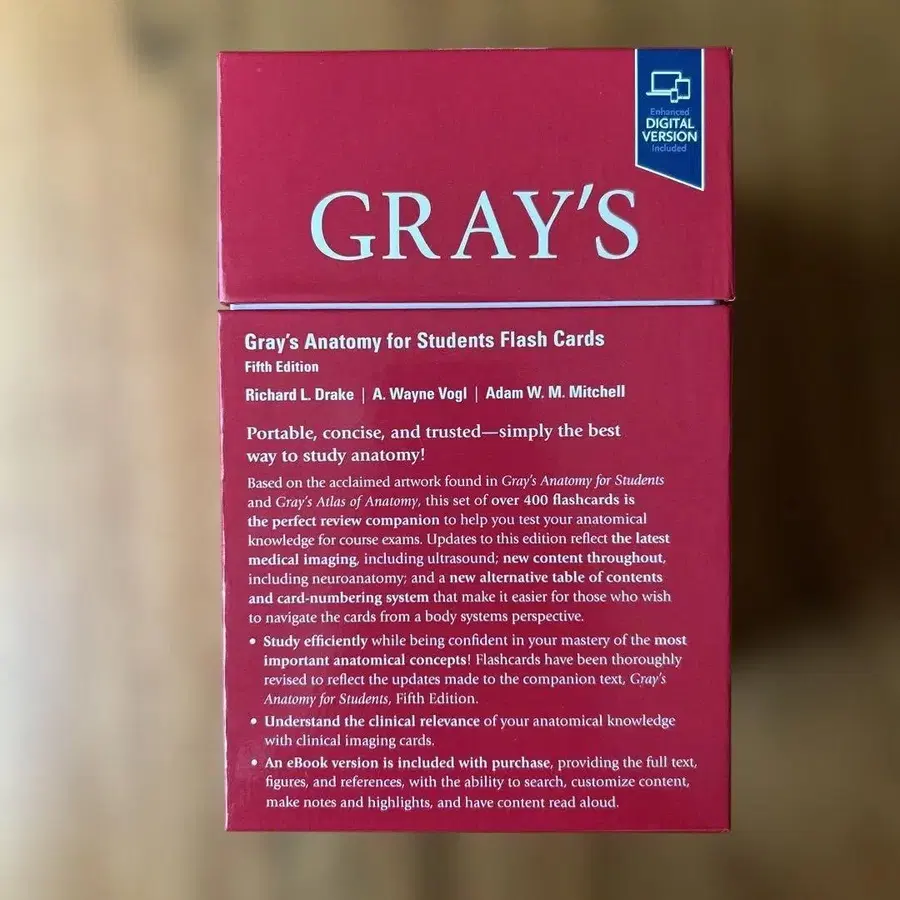 Enhanced
DIGITAL
VERSION
Included
GRAY'S
Gray's Anatomy for Students Flash Cards
Fifth Edition
Richard L. Drake | A. Wayne Vogl | Adam W. M. Mitchell
Portable, concise, and trusted—simply the best
way to study anatomy!
Based on the acclaimed artwork found in Gray's Anatomy for Students
and Gray's Atlas of Anatomy, this set of over 400 flashcards is
the perfect review companion to help you test your anatomical
knowledge for course exams. Updates to this edition reflect the latest
medical imaging, including ultrasound; new content throughout,
including neuroanatomy; and a new alternative table of contents
and card-numbering system that make it easier for those who wish
to navigate the cards from a body systems perspective.
• Study efficiently while being confident in your mastery of the most
important anatomical concepts! Flashcards have been thoroughly
revised to reflect the updates made to the companion text, Gray's
Anatomy for Students, Fifth Edition.
• Understand the clinical relevance of your anatomical knowledge
with clinical imaging cards.
• An eBook version is included with purchase, providing the full text,
figures, and references, with the ability to search, customize content,
make notes and highlights, and have content read aloud.